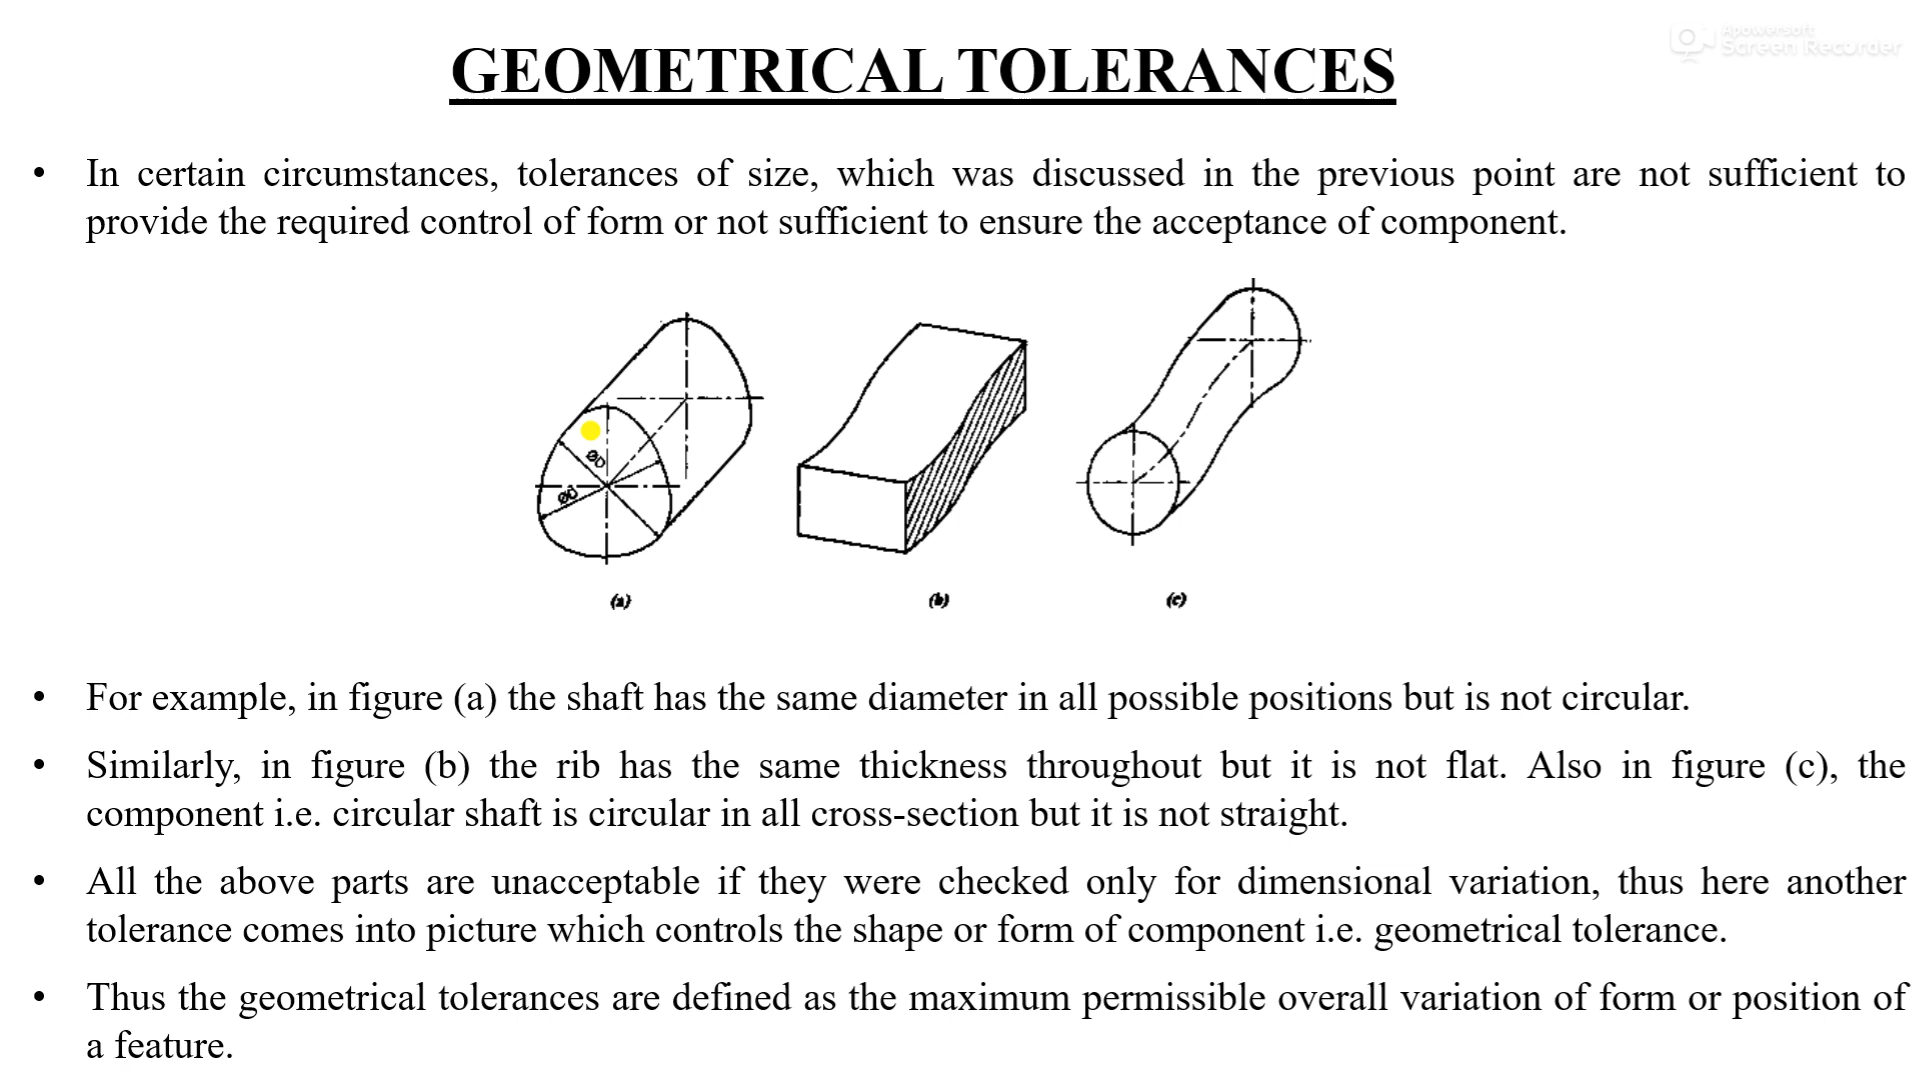 Apowersoft
Screen Recorder
GEOMETRICAL TOLERANCES
• In certain circumstances, tolerances of size, which was discussed in the previous point are not sufficient to
provide the required control of form or not sufficient to ensure the acceptance of component.
ØD
ØD
(a)
(b)
(c)
• For example, in figure (a) the shaft has the same diameter in all possible positions but is not circular.
• Similarly, in figure (b) the rib has the same thickness throughout but it is not flat. Also in figure (c), the
component i.e. circular shaft is circular in all cross-section but it is not straight.
• All the above parts are unacceptable if they were checked only for dimensional variation, thus here another
tolerance comes into picture which controls the shape or form of component i.e. geometrical tolerance.
• Thus the geometrical tolerances are defined as the maximum permissible overall variation of form or position of
a feature.